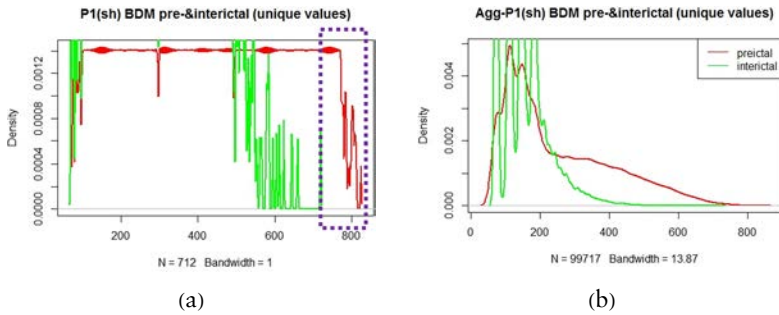 P1(sh) BDM pre-&interictal (unique values)
Density
0.0000 0.0004 0.0008 0.0012
200 400 600 800
N = 712 Bandwidth = 1
(a)
Agg-P1(sh) BDM pre-&interictal (unique values)
preictal
interictal
Density
0.000 0.002 0.004
0 200 400 600 800
N = 99717 Bandwidth = 13.87
(b)